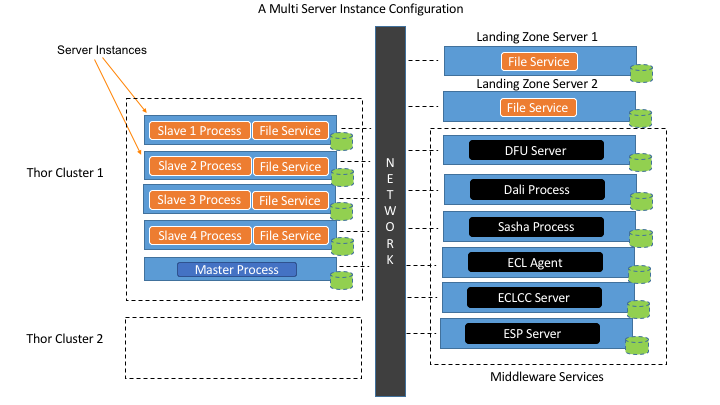 A Multi Server Instance Configuration
Server Instances
Thor Cluster 1
Slave 1 Process File Service
Slave 2 Process File Service
Slave 3 Process File Service
Slave 4 Process File Service
Master Process
Thor Cluster 2
NETWORK
Landing Zone Server 1
File Service
Landing Zone Server 2
File Service
DFU Server
Dali Process
Sasha Process
ECL Agent
ECLCC Server
ESP Server
Middleware Services